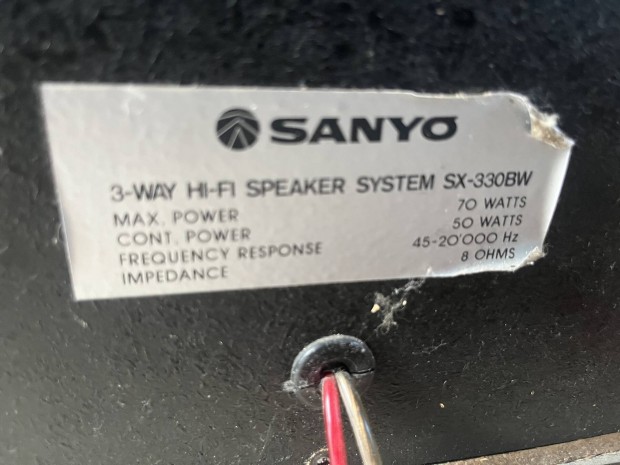 SANYO
3-WAY HI-FI SPEAKER SYSTEM SX-330BW
MAX. POWER 70 WATTS
CONT. POWER 50 WATTS
FREQUENCY RESPONSE 45-20'000 Hz
IMPEDANCE 8 OHMS